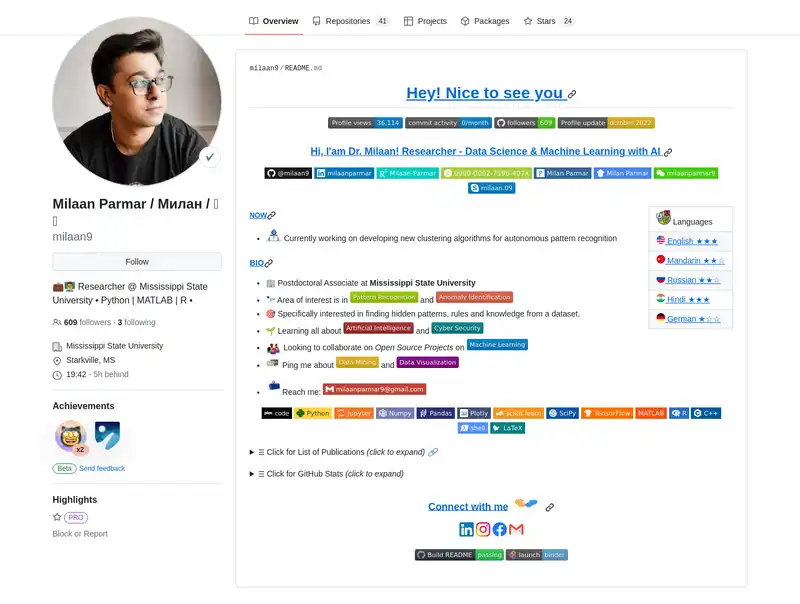 Overview Repositories 41 Projects Packages Stars 24
milaan9/README.md
Hey! Nice to see you
Profile views 36,114 commit activity 0/month followers 609 Profile update october 2022
Hi, I'am Dr. Milaan! Researcher - Data Science & Machine Learning with AI
@milaan9 milaanparmar Milaan Parmar 0000-0002-7596-407X Milan Parmar Milan Parmar milaanparmar9
milaan.09
NOW
Currently working on developing new clustering algorithms for autonomous pattern recognition
BIO
Postdoctoral Associate at Mississippi State University
Area of interest is in Pattern Recognition and Anomaly Identification
Specifically interested in finding hidden patterns, rules and knowledge from a dataset.
Learning all about Artificial Intelligence and Cyber Security
Looking to collaborate on Open Source Projects on Machine Learning
Ping me about Data Mining and Data Visualization
Reach me: milaanparmar9@gmail.com
Languages
English ★★★
Mandarin ★★☆
Russian ★★☆
Hindi ★★★
German ★☆☆
code Python Jupyter Numpy Pandas Plotly scikit learn SciPy TensorFlow MATLAB R C++
shell LaTeX
Click for List of Publications (click to expand)
Click for GitHub Stats (click to expand)
Connect with me
Build README passing launch binder
Milaan Parmar / Милан /
milaan9
Follow
Researcher @ Mississippi State
University • Python | MATLAB | R •
609 followers · 3 following
Mississippi State University
Starkville, MS
19:42 - 5h behind
Achievements
x2
Beta Send feedback
Highlights
PRO
Block or Report